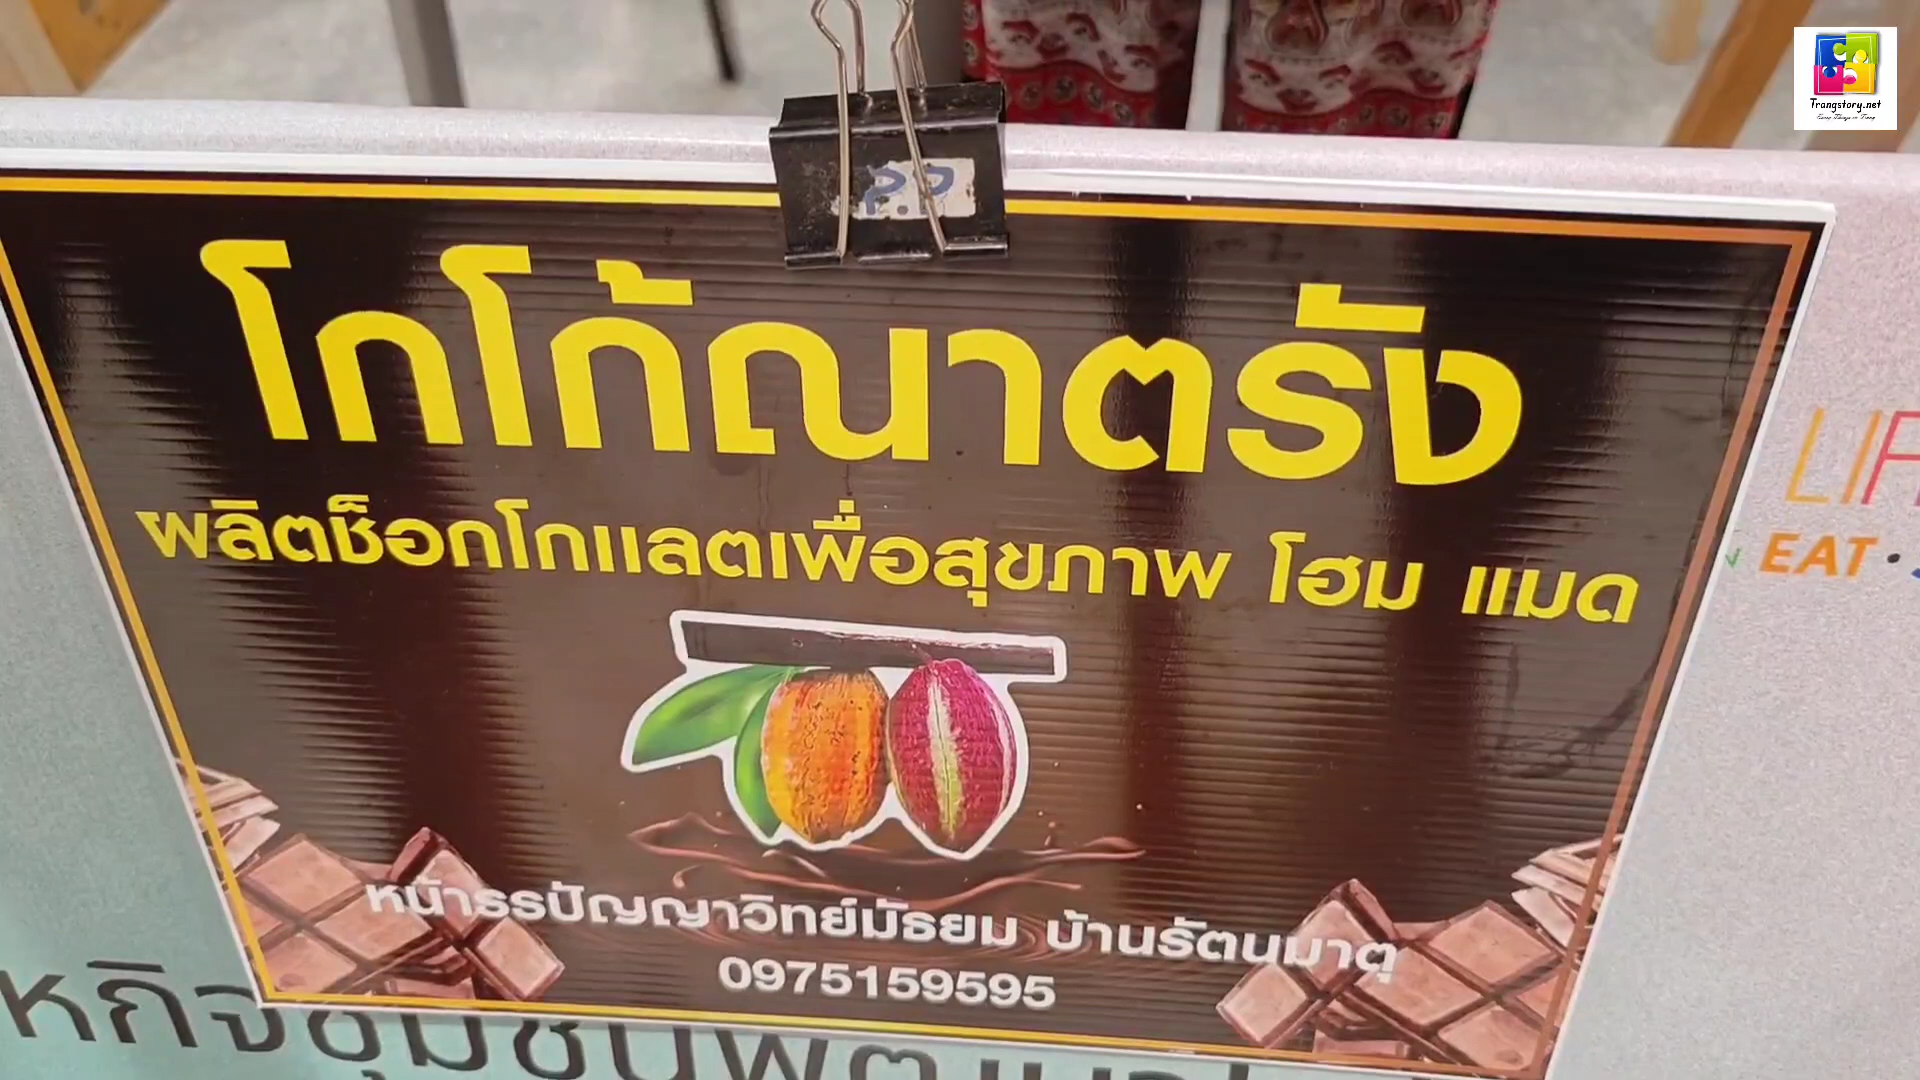 Trangstory.net
P.P
โกโก้ณาตรัง
ผลิตช็อกโกแลตเพื่อสุขภาพ โฮม แมด
EAT
หน้ารรปัญญาวิทย์มัธยม บ้านรัตนมาตุ
0975159595